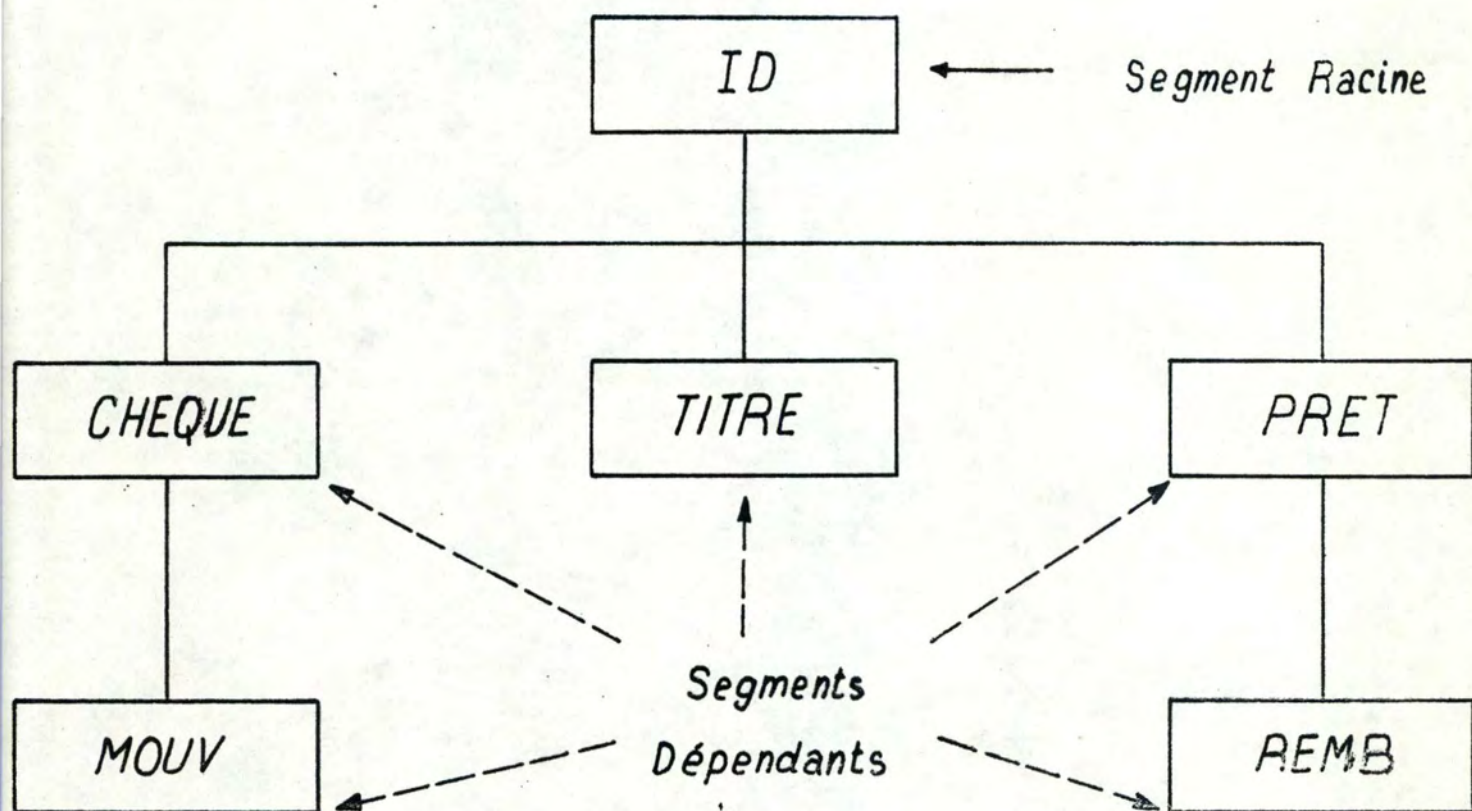 ID
Segment Racine
CHEQUE
TITRE
PRET
Segments
Dépendants
MOUV
REMB